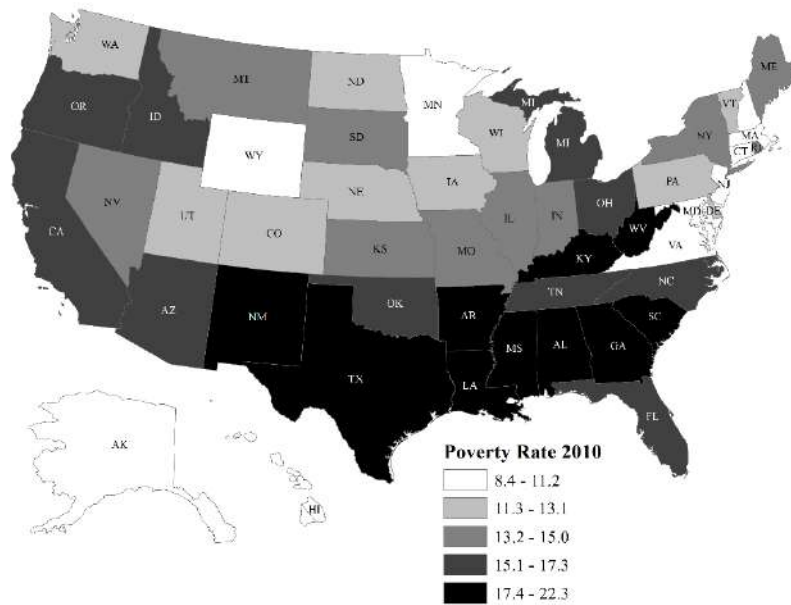 WA
MT
ND
MN
ME
VT
OR
ID
WI
MI
NY
MA
SD
WY
MI
CT
RI
IA
PA
NJ
NE
OH
NV
IL
IN
MD
DE
UT
WV
CO
CA
KS
MO
KY
VA
NC
TN
OK
AZ
NM
AR
SC
MS
AL
GA
TX
LA
FL
AK
HI
Poverty Rate 2010
8.4 - 11.2
11.3 - 13.1
13.2 - 15.0
15.1 - 17.3
17.4 - 22.3